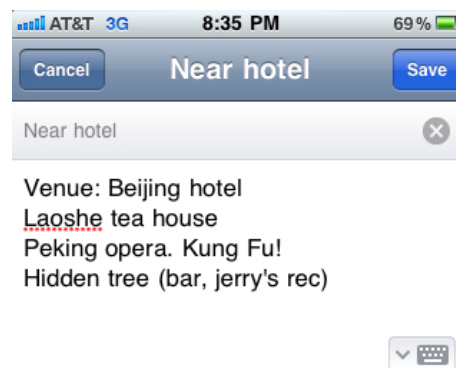 AT&T 3G 8:35 PM 69%
Cancel Near hotel Save
Near hotel
Venue: Beijing hotel
Laoshe tea house
Peking opera. Kung Fu!
Hidden tree (bar, jerry's rec)